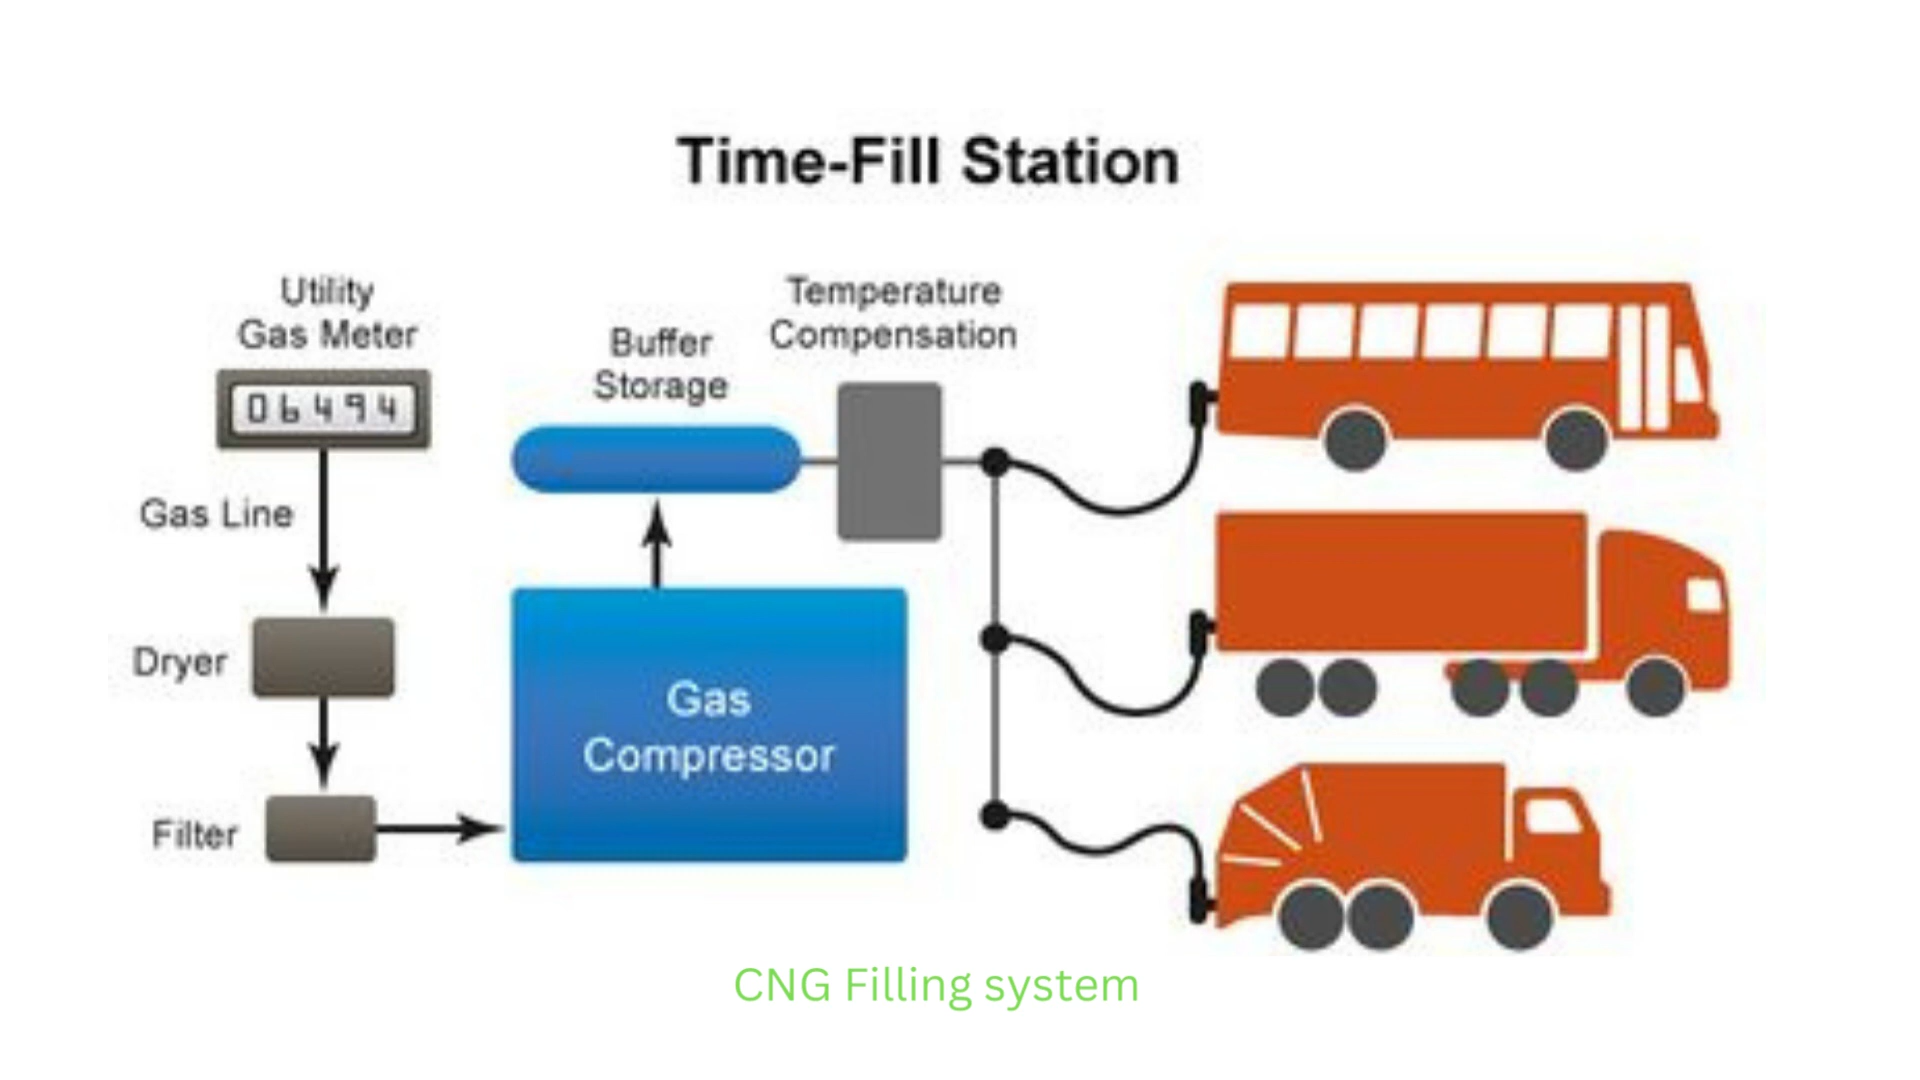 Time-Fill Station
Utility
Gas Meter
06494
Gas Line
Dryer
Filter
Buffer
Storage
Temperature
Compensation
Gas
Compressor
CNG Filling system